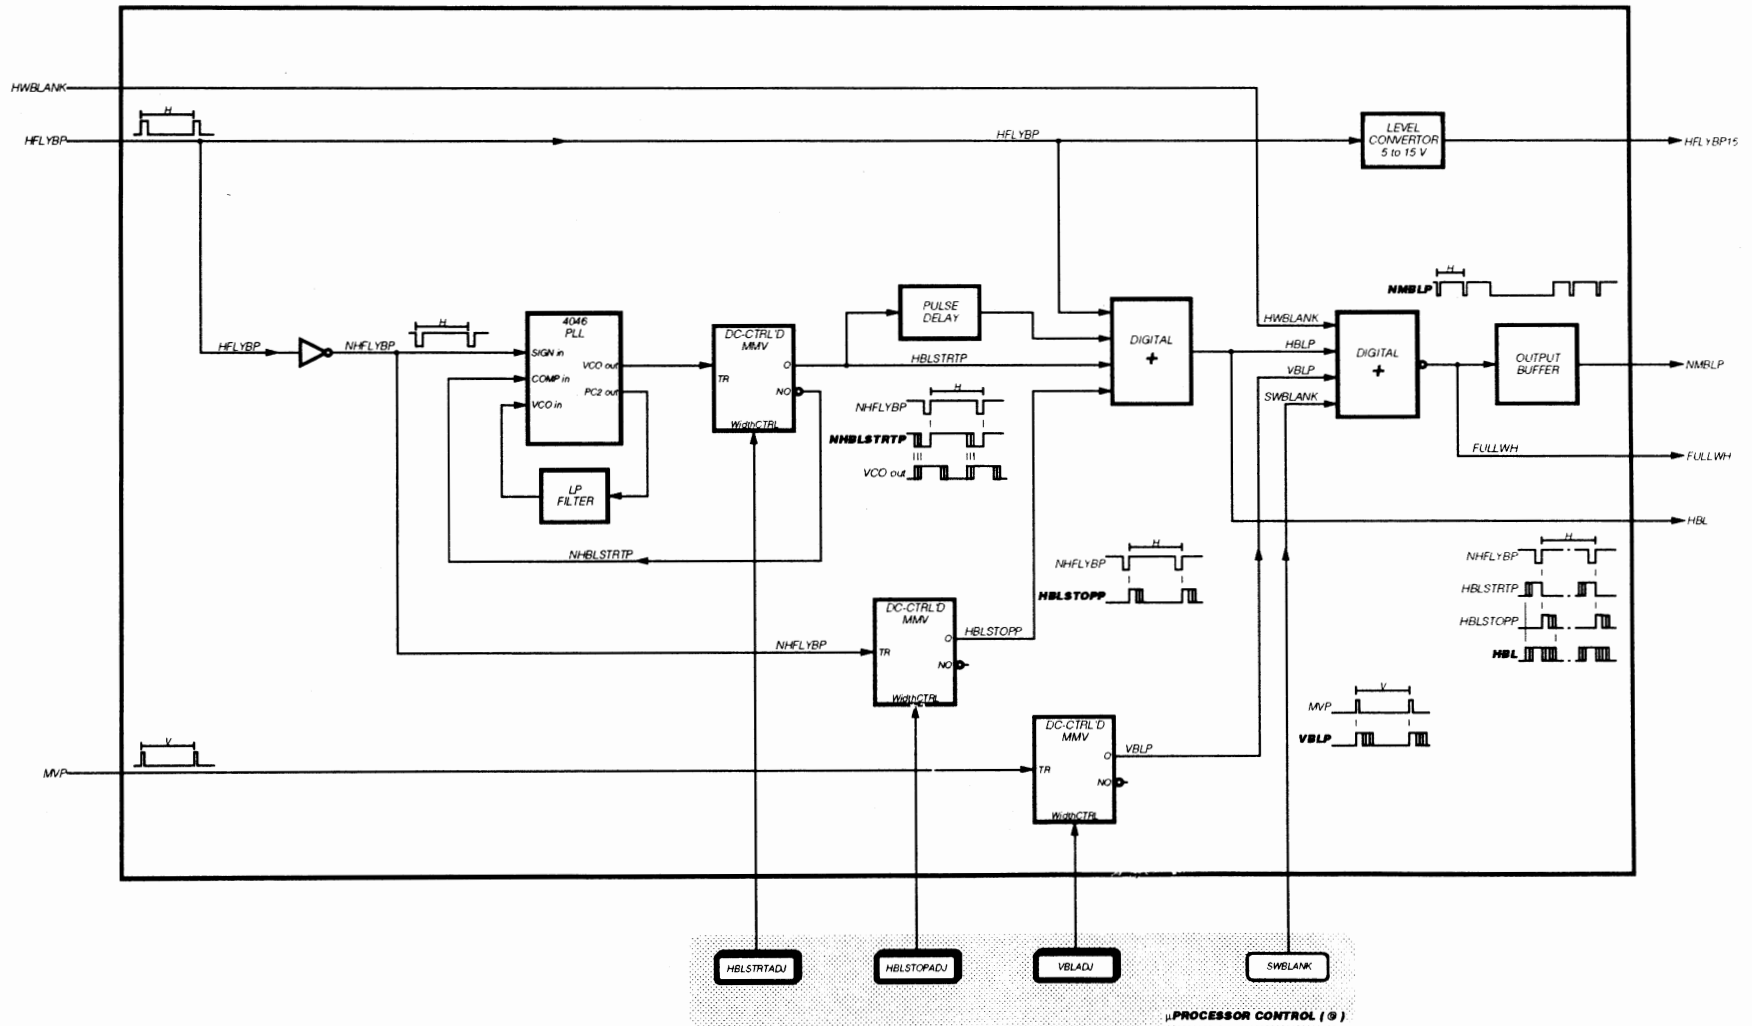 HWBLANK
H
HFLYBP
HFLYBP
LEVEL
CONVERTOR
5 to 15 V
HFLYBP15
H
NMBLP
HFLYBP
NHFLYBP
H
4046
PLL
SIGN in
COMP in
VCO in
VCO out
PC2 out
LP
FILTER
NHBLSTRTP
DC-CTRL'D
MMV
TR
O
NO
WidthCTRL
PULSE
DELAY
HBLSTRTP
H
NHFLYBP
NHBLSTRTP
VCO out
DIGITAL
+
HWBLANK
HBLP
VBLP
SWBLANK
DIGITAL
+
OUTPUT
BUFFER
NMBLP
FULLWH
FULLWH
HBL
H
NHFLYBP
HBLSTOPP
H
NHFLYBP
HBLSTRTP
HBLSTOPP
HBL
NHFLYBP
DC-CTRL'D
MMV
TR
O
NO
WidthCTRL
HBLSTOPP
V
MVP
VBLP
MVP
V
DC-CTRL'D
MMV
TR
O
NO
WidthCTRL
VBLP
HBLSTRTADJ
HBLSTOPADJ
VBLADJ
SWBLANK
µPROCESSOR CONTROL ( 9 )